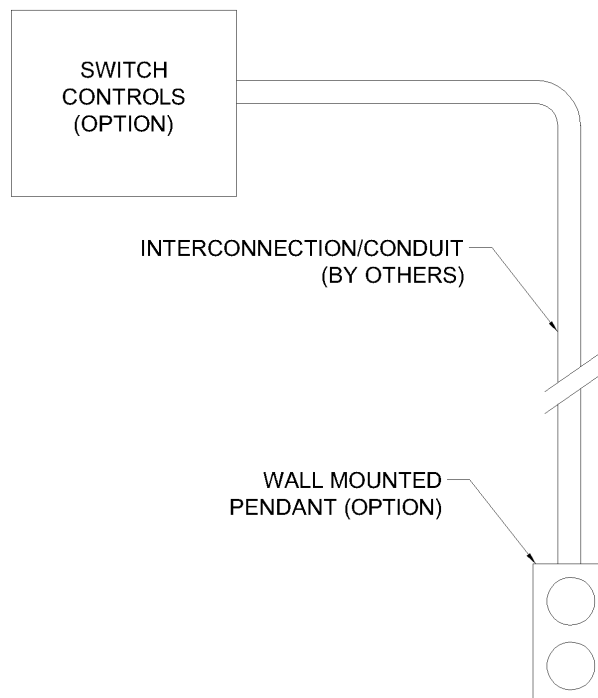 SWITCH
CONTROLS
(OPTION)
INTERCONNECTION/CONDUIT
(BY OTHERS)
WALL MOUNTED
PENDANT (OPTION)